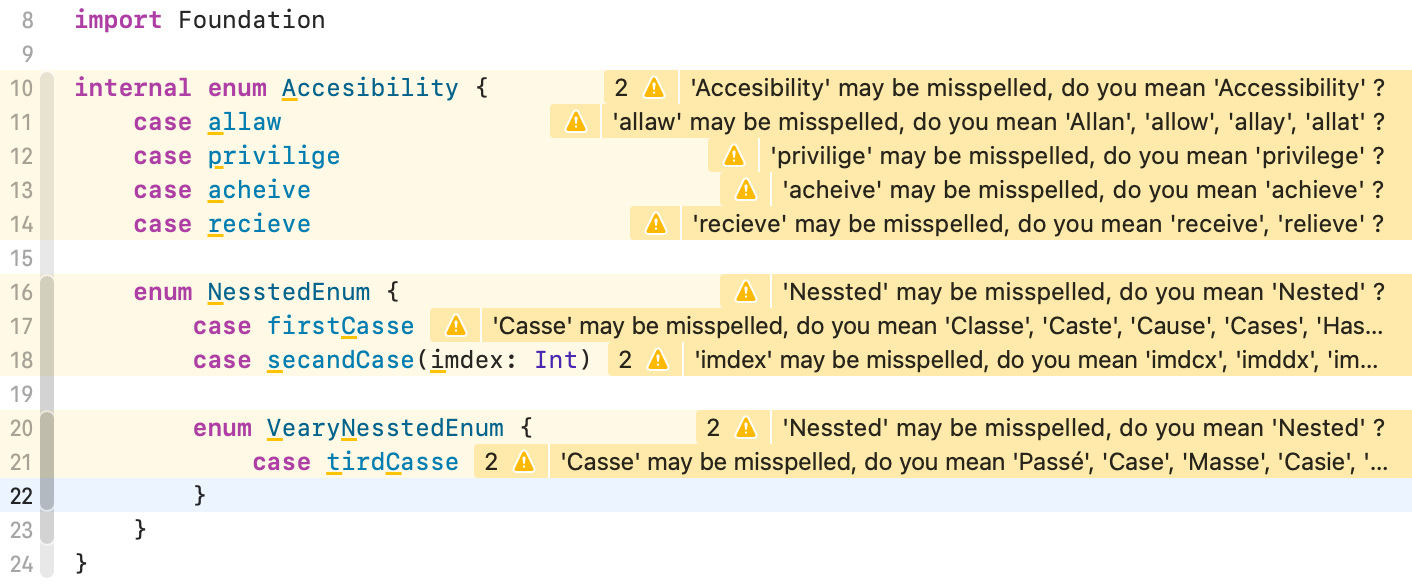 8 import Foundation
9
10 internal enum Accesibility { 2 'Accesibility' may be misspelled, do you mean 'Accessibility' ?
11 case allaw 'allaw' may be misspelled, do you mean 'Allan', 'allow', 'allay', 'allat' ?
12 case privilige 'privilige' may be misspelled, do you mean 'privilege' ?
13 case acheive 'acheive' may be misspelled, do you mean 'achieve' ?
14 case recieve 'recieve' may be misspelled, do you mean 'receive', 'relieve' ?
15
16 enum NesstedEnum { 'Nessted' may be misspelled, do you mean 'Nested' ?
17 case firstCasse 'Casse' may be misspelled, do you mean 'Classe', 'Caste', 'Cause', 'Cases', 'Has...
18 case secandCase(imdex: Int) 2 'imdex' may be misspelled, do you mean 'imdcx', 'imddx', 'im...
19
20 enum VearyNesstedEnum { 2 'Nessted' may be misspelled, do you mean 'Nested' ?
21 case tirdCasse 2 'Casse' may be misspelled, do you mean 'Passé', 'Case', 'Masse', 'Casie', '...
22 }
23 }
24 }